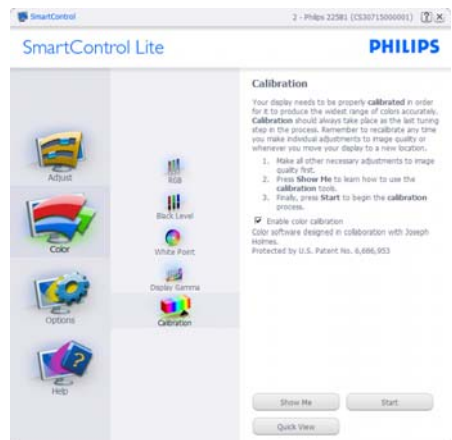 SmartControl
2 - Philips 225B1 (CS30715000001)
SmartControl Lite
PHILIPS
Adjust
Color
Options
Help
RGB
Black Level
White Point
Display Gamma
Calibration
Calibration
Your display needs to be properly calibrated in order
for it to produce the widest range of colors accurately.
Calibration should always take place as the last tuning
step in the process. Remember to recalibrate any time
you make individual adjustments to image quality or
whenever you move your display to a new location.
1. Make all other necessary adjustments to image
quality first.
2. Press Show Me to learn how to use the
calibration tools.
3. Finally, press Start to begin the calibration
process.
Enable color calibration
Color software designed in collaboration with Joseph
Holmes.
Protected by U.S. Patent No. 6,686,953
Show Me
Start
Quick View